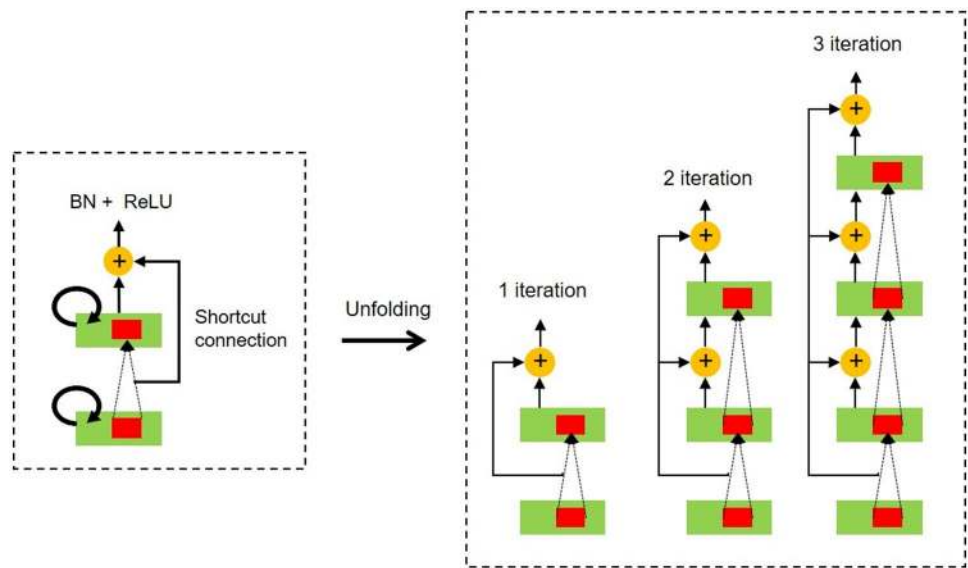 BN + ReLU
+
Shortcut
connection
Unfolding
1 iteration
+
2 iteration
+
+
3 iteration
+
+
+